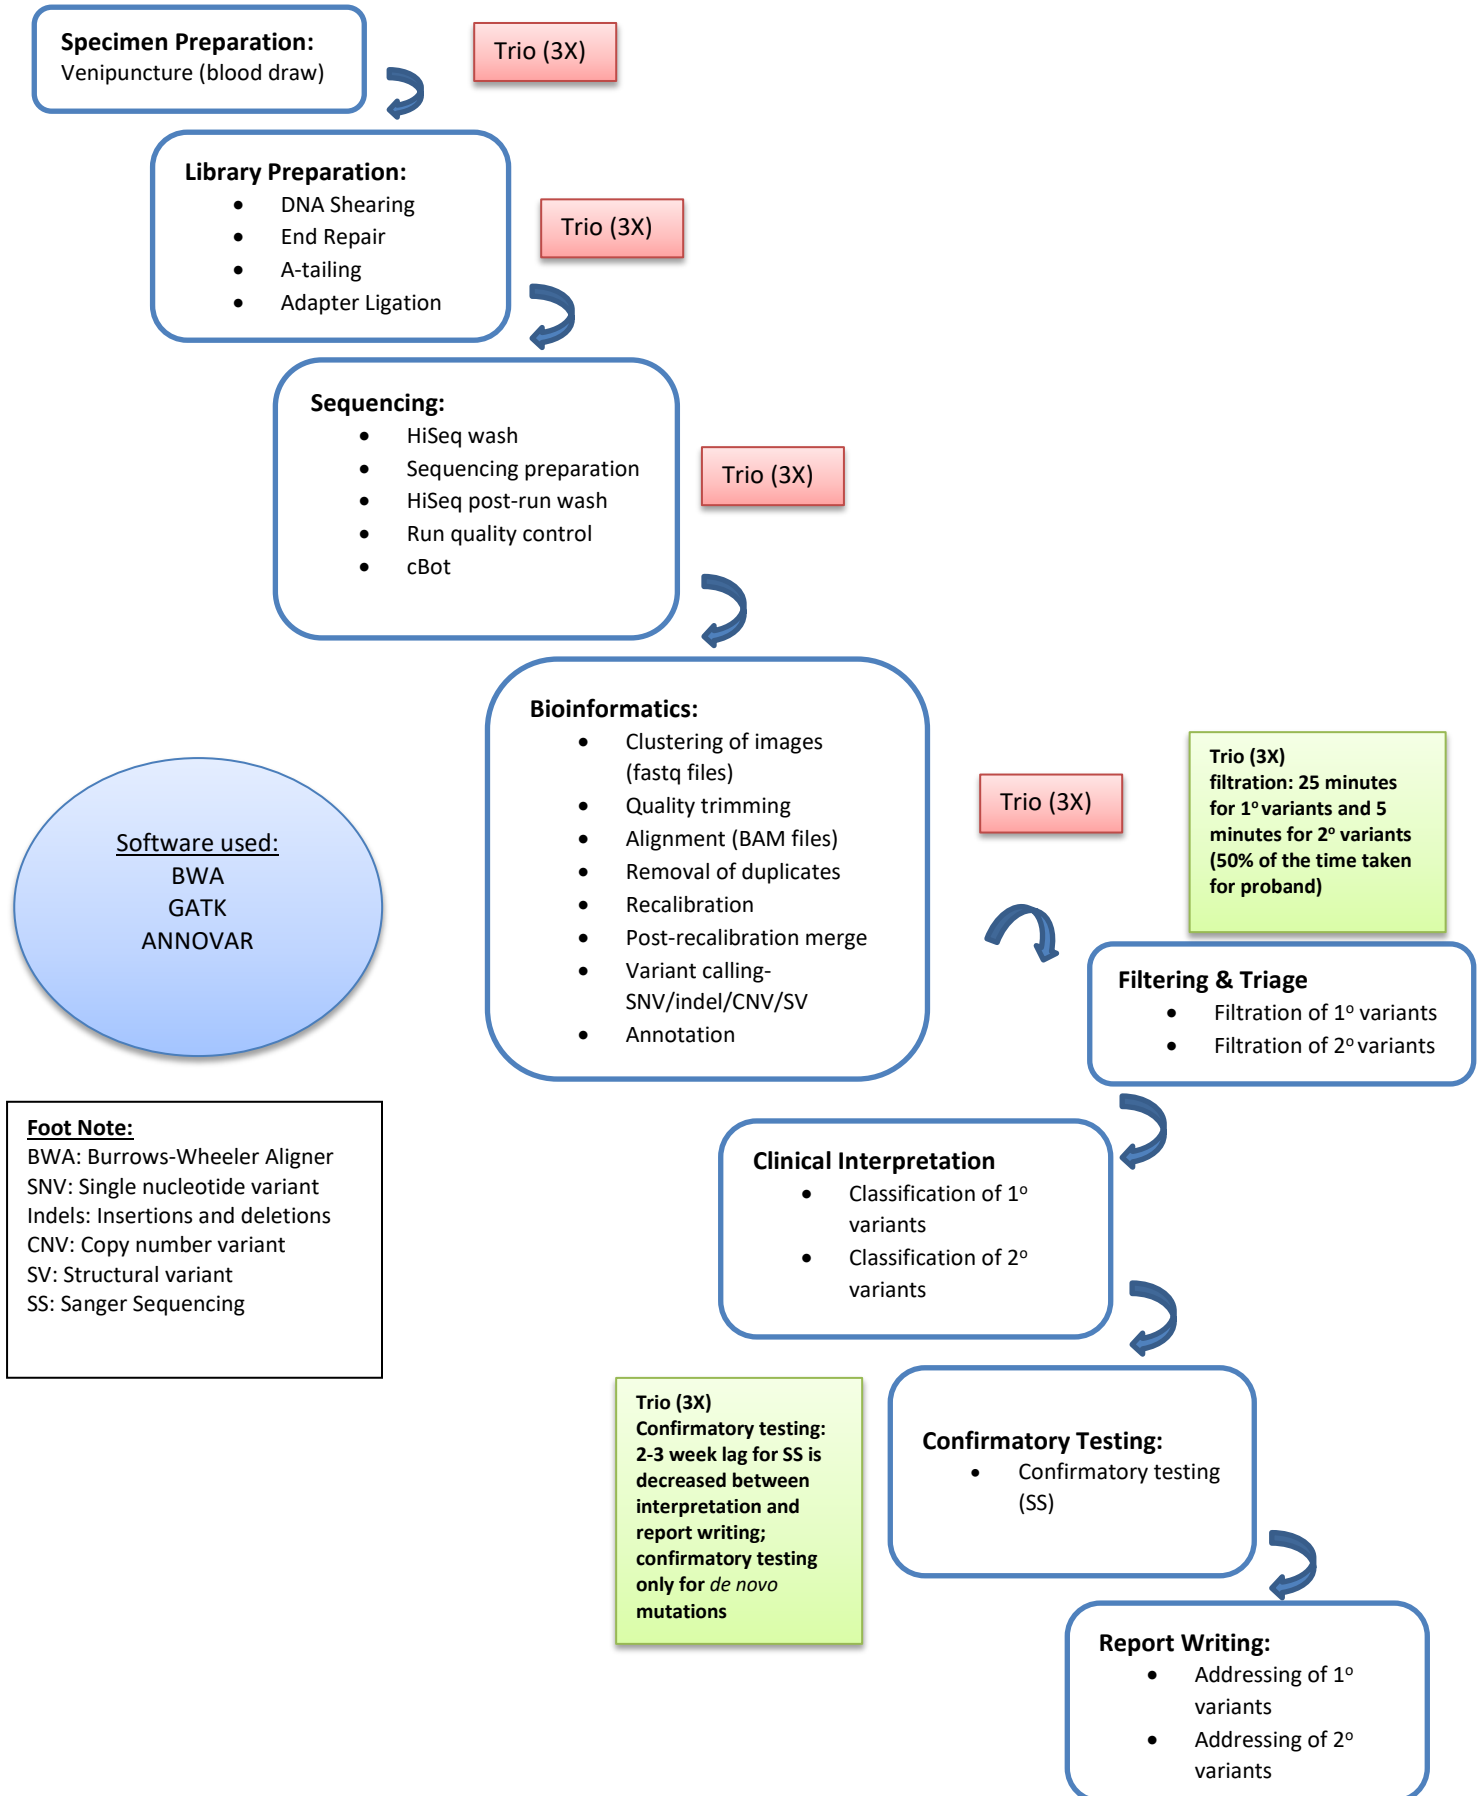 Specimen Preparation:
Venipuncture (blood draw)
Trio (3X)
Library Preparation:
• DNA Shearing
• End Repair
• A-tailing
• Adapter Ligation
Trio (3X)
Sequencing:
• HiSeq wash
• Sequencing preparation
• HiSeq post-run wash
• Run quality control
• cBot
Trio (3X)
Bioinformatics:
• Clustering of images
(fastq files)
• Quality trimming
• Alignment (BAM files)
• Removal of duplicates
• Recalibration
• Post-recalibration merge
• Variant calling-
SNV/indel/CNV/SV
• Annotation
Trio (3X)
Trio (3X)
filtration: 25 minutes
for 1º variants and 5
minutes for 2º variants
(50% of the time taken
for proband)
Software used:
BWA
GATK
ANNOVAR
Filtering & Triage
• Filtration of 1º variants
• Filtration of 2º variants
Foot Note:
BWA: Burrows-Wheeler Aligner
SNV: Single nucleotide variant
Indels: Insertions and deletions
CNV: Copy number variant
SV: Structural variant
SS: Sanger Sequencing
Clinical Interpretation
• Classification of 1º
variants
• Classification of 2º
variants
Trio (3X)
Confirmatory testing:
2-3 week lag for SS is
decreased between
interpretation and
report writing;
confirmatory testing
only for de novo
mutations
Confirmatory Testing:
• Confirmatory testing
(SS)
Report Writing:
• Addressing of 1º
variants
• Addressing of 2º
variants